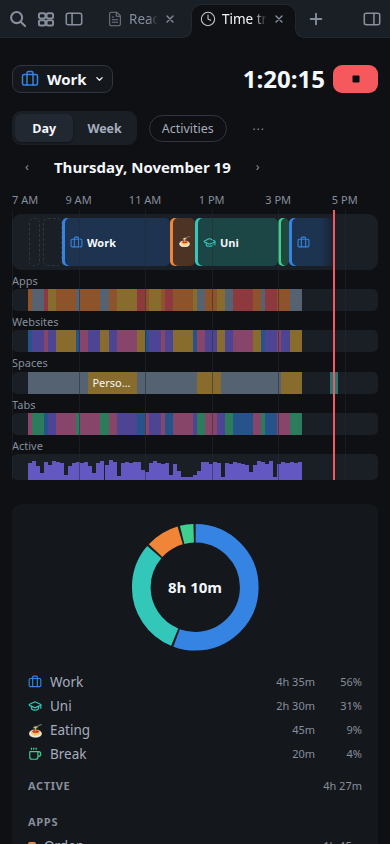 Time
Work
1:20:15
Day
Week
Activities
Thursday, November 19
7 AM 9 AM 11 AM 1 PM 3 PM 5 PM
Work Uni
Apps
Websites
Spaces
Perso...
Tabs
Active
8h 10m
Work 4h 35m 56%
Uni 2h 30m 31%
Eating 45m 9%
Break 20m 4%
ACTIVE 4h 27m
APPS